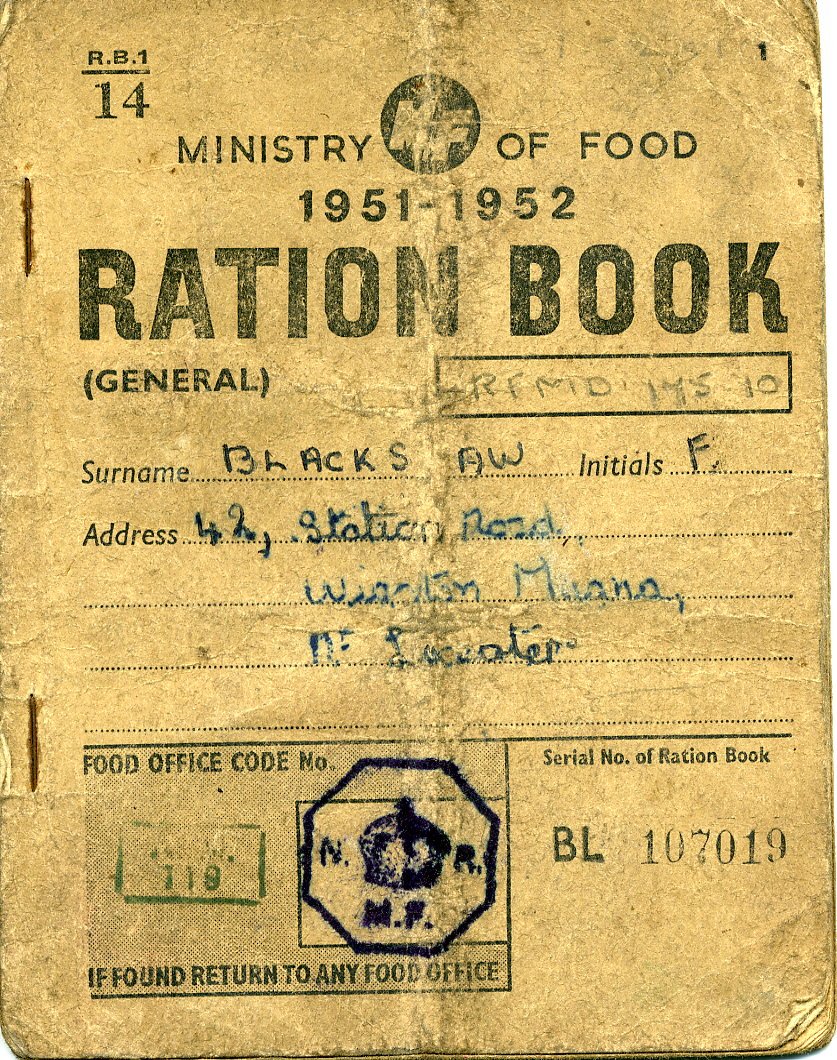 R.B.1
1
14
MINISTRY MF OF FOOD
1951-1952
RATION BOOK
(GENERAL)
RFMD 145 10
Surname BLACKSHAW Initials F.
Address 42, Station Road,
Wigston Magna,
Nr Leicester
FOOD OFFICE CODE No.
Serial No. of Ration Book
N. R.
BL 107019
119
M.F.
IF FOUND RETURN TO ANY FOOD OFFICE